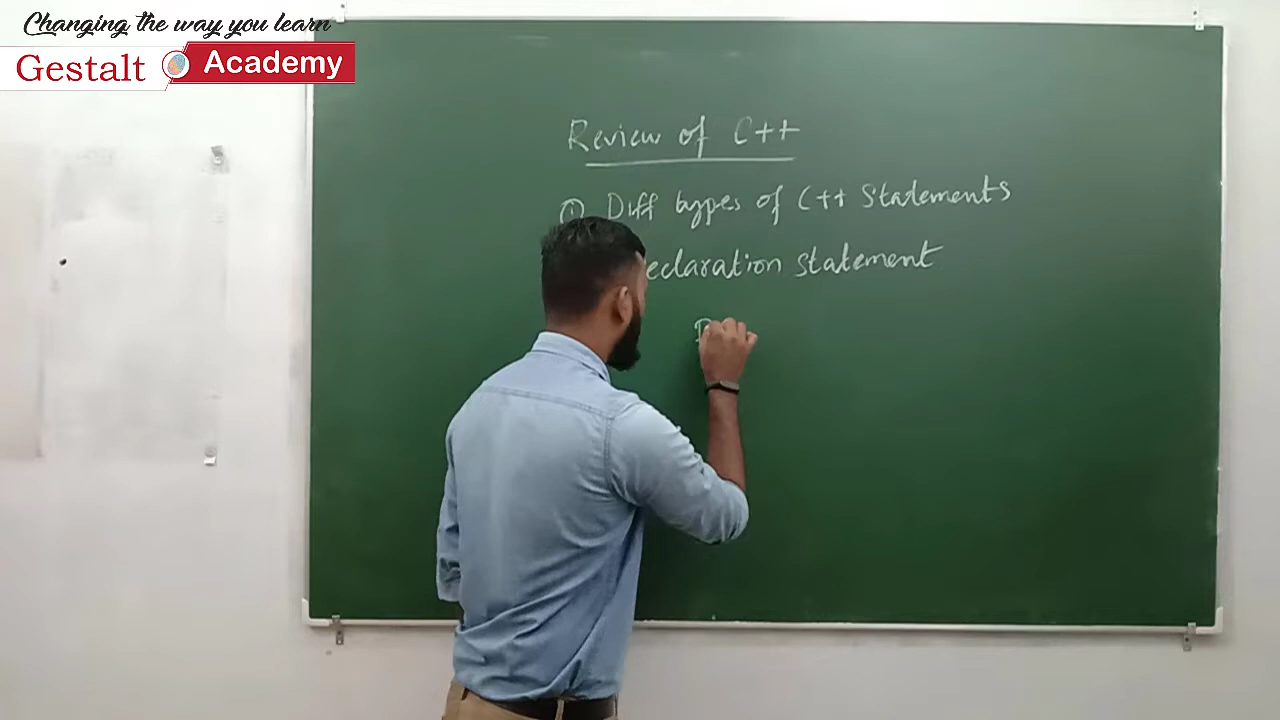 Changing the way you learn
Gestalt Academy
Review of C++
① Diff types of C++ Statements
eclaration statement
D